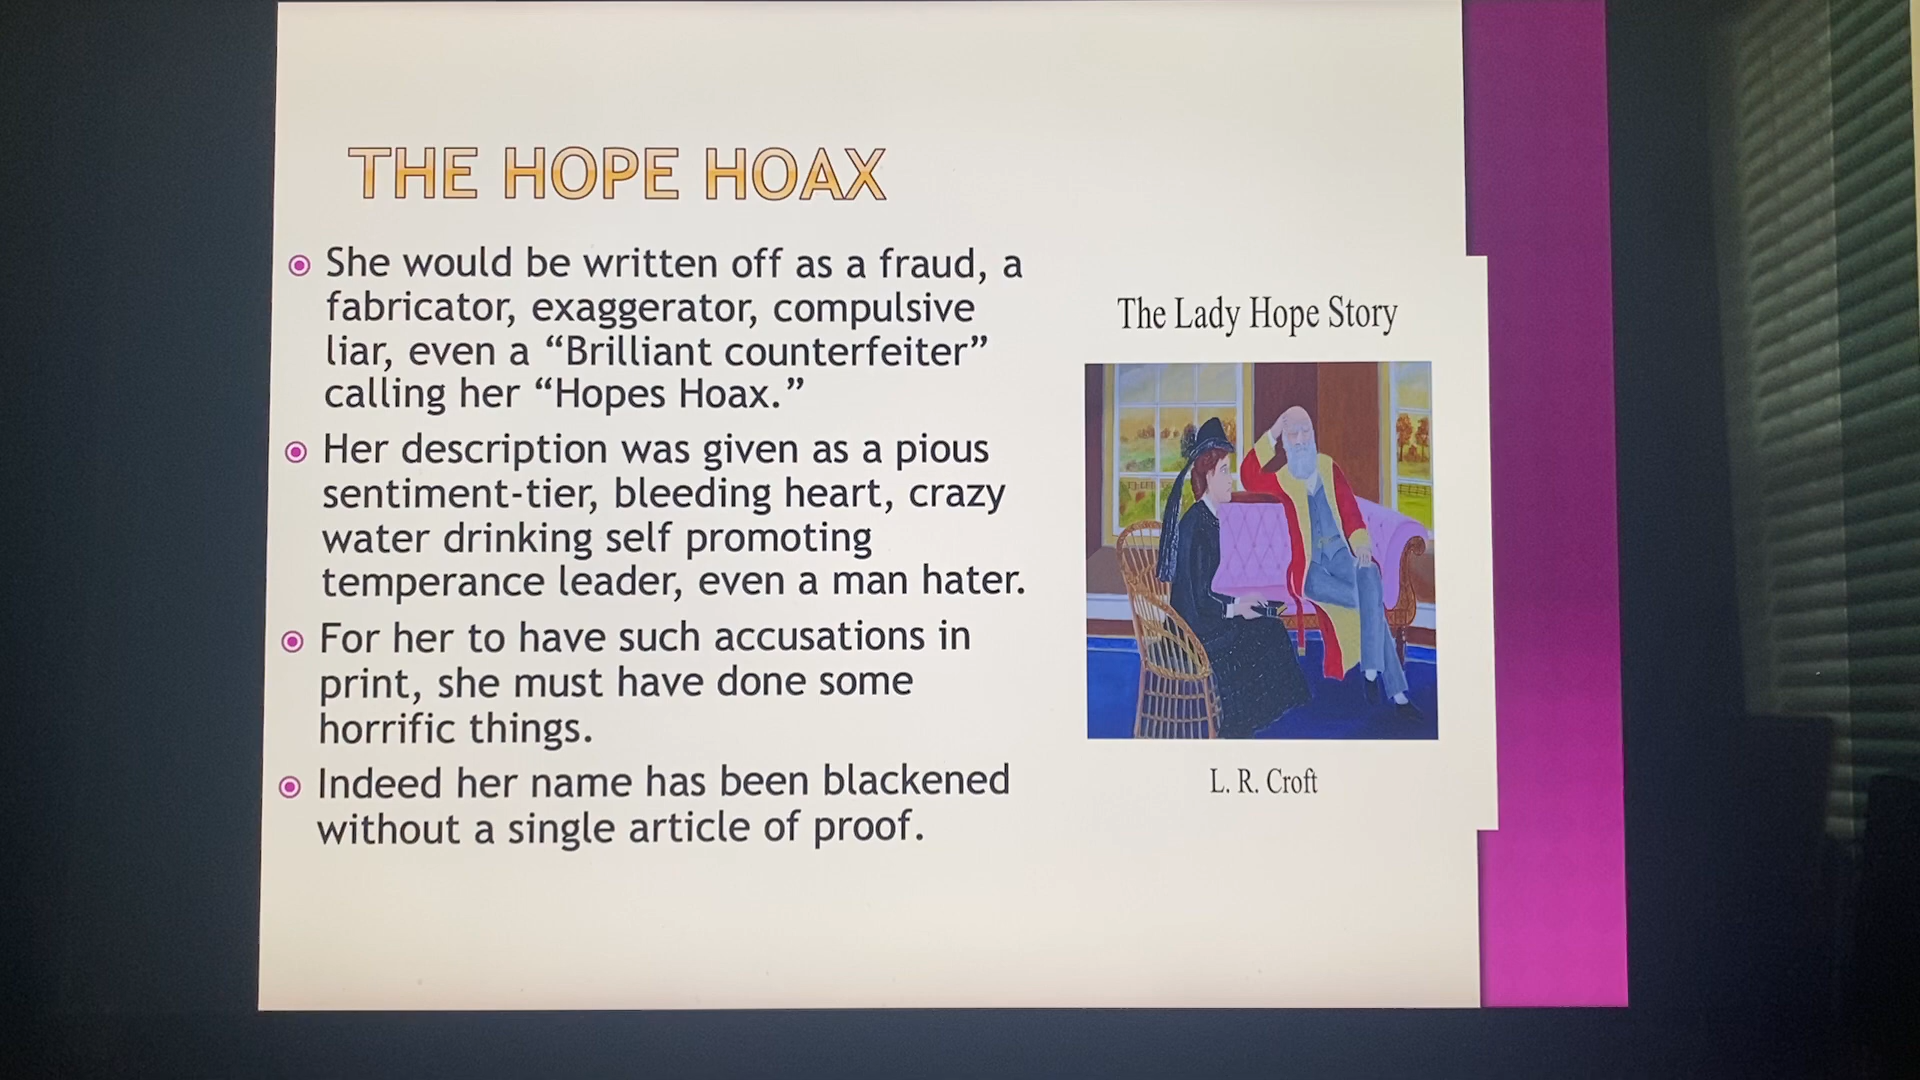 THE HOPE HOAX
She would be written off as a fraud, a
fabricator, exaggerator, compulsive
liar, even a “Brilliant counterfeiter”
calling her “Hopes Hoax.”
Her description was given as a pious
sentiment-tier, bleeding heart, crazy
water drinking self promoting
temperance leader, even a man hater.
For her to have such accusations in
print, she must have done some
horrific things.
Indeed her name has been blackened
without a single article of proof.
The Lady Hope Story
L. R. Croft